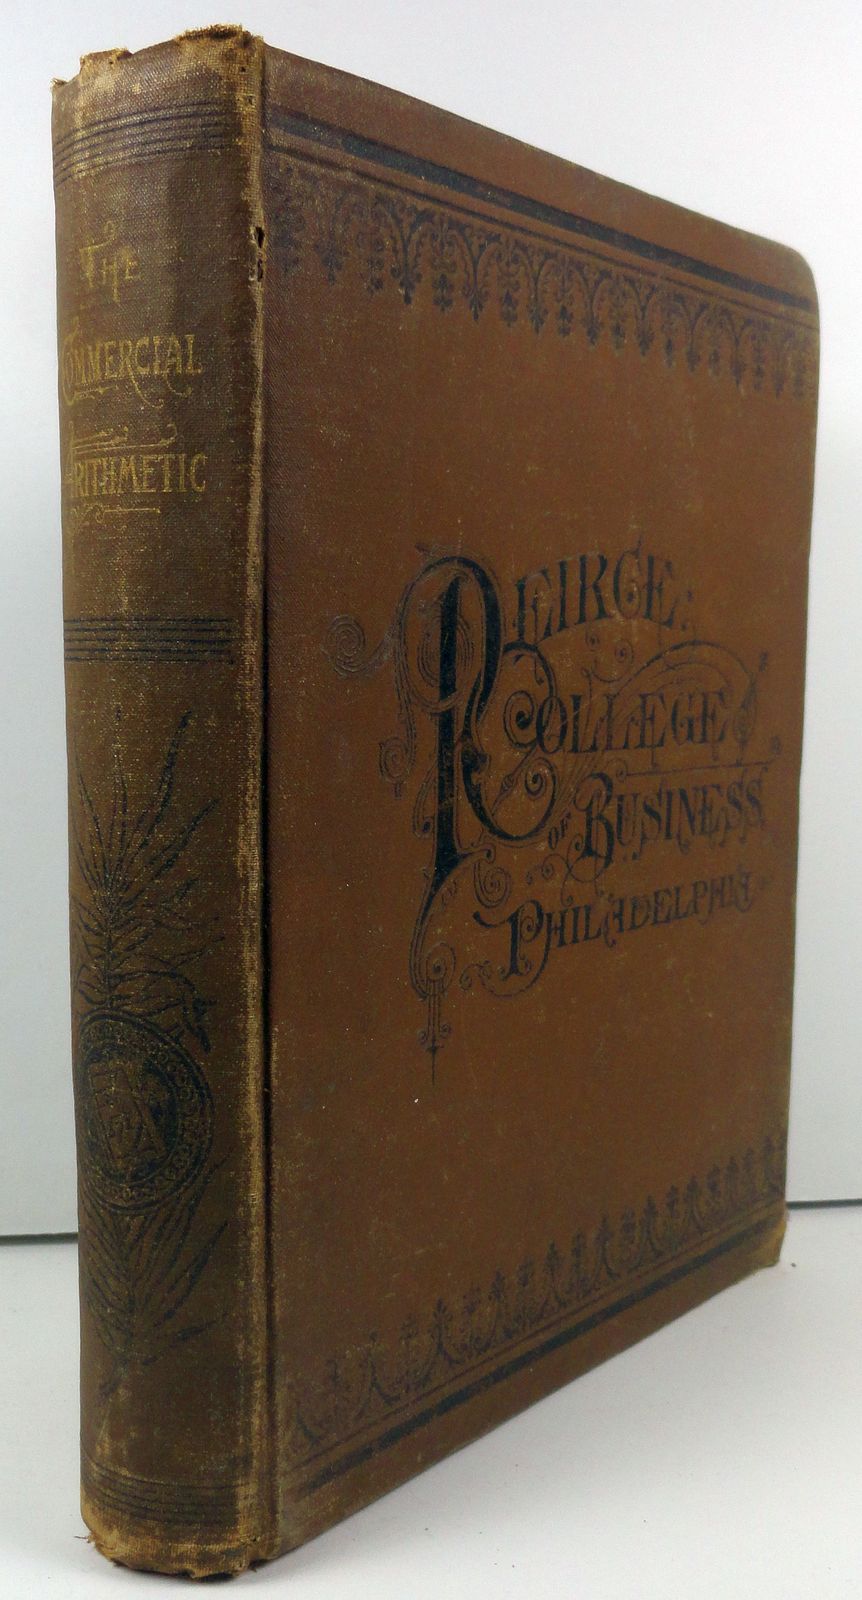 THE
COMMERCIAL
ARITHMETIC
PEIRCE
COLLEGE
OF BUSINESS
PHILADELPHIA